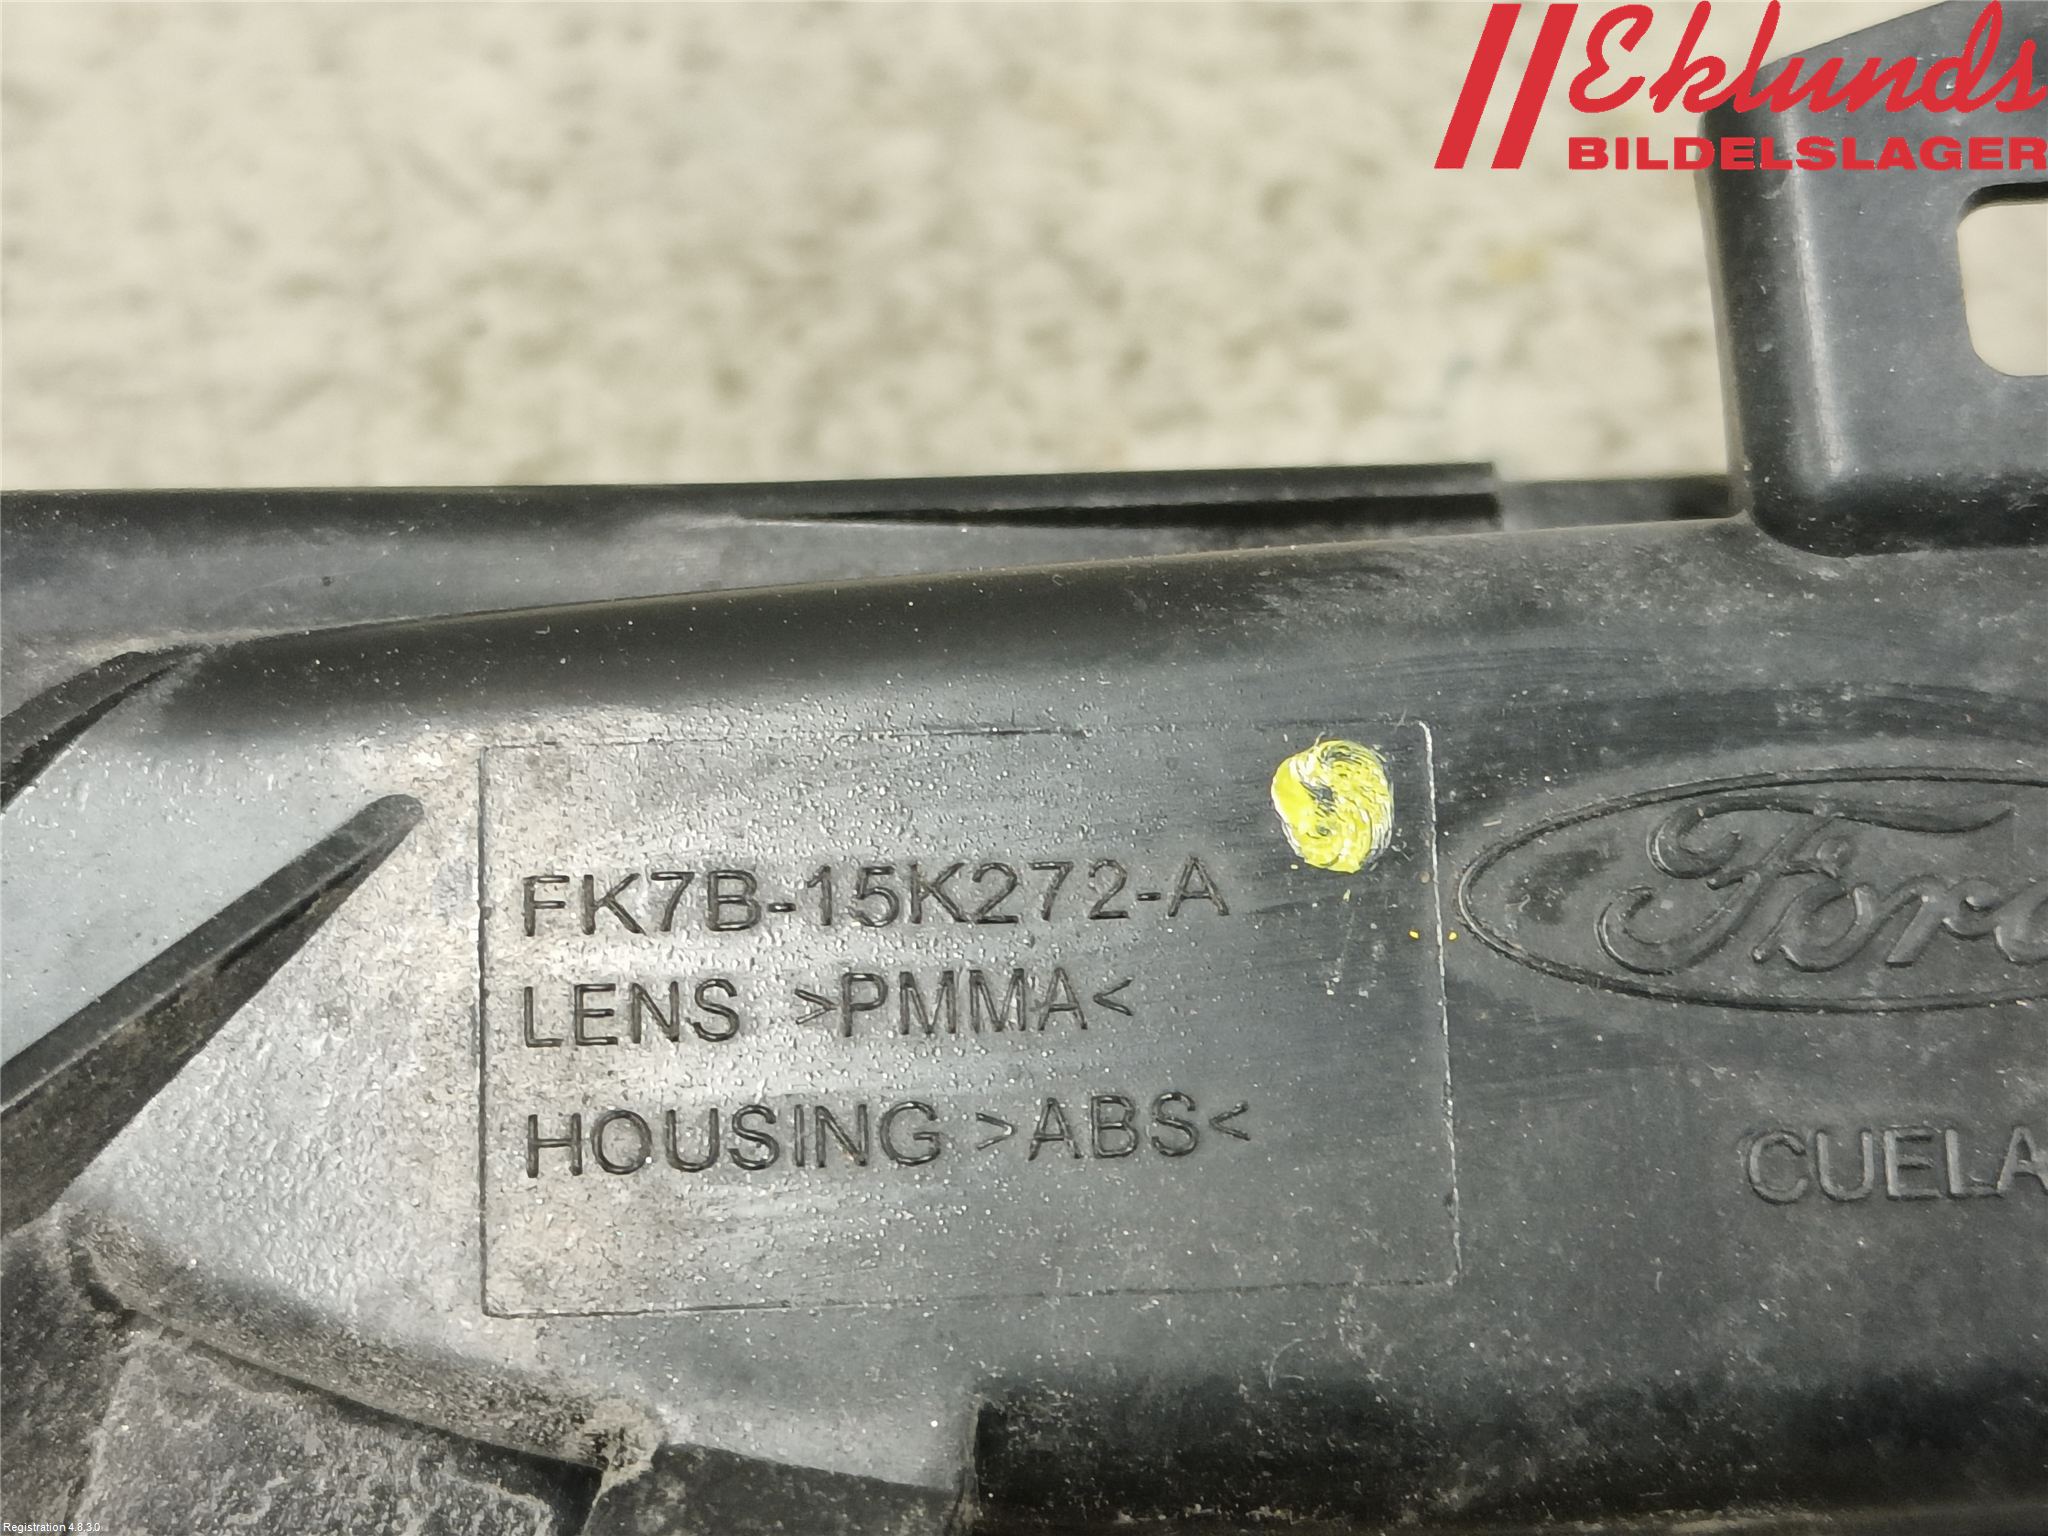 Eklunds
BILDELSLAGER
FK7B-15K272-A
LENS >PMMA<
HOUSING >ABS<
Ford
CUELA
Registration 4.8.3.0